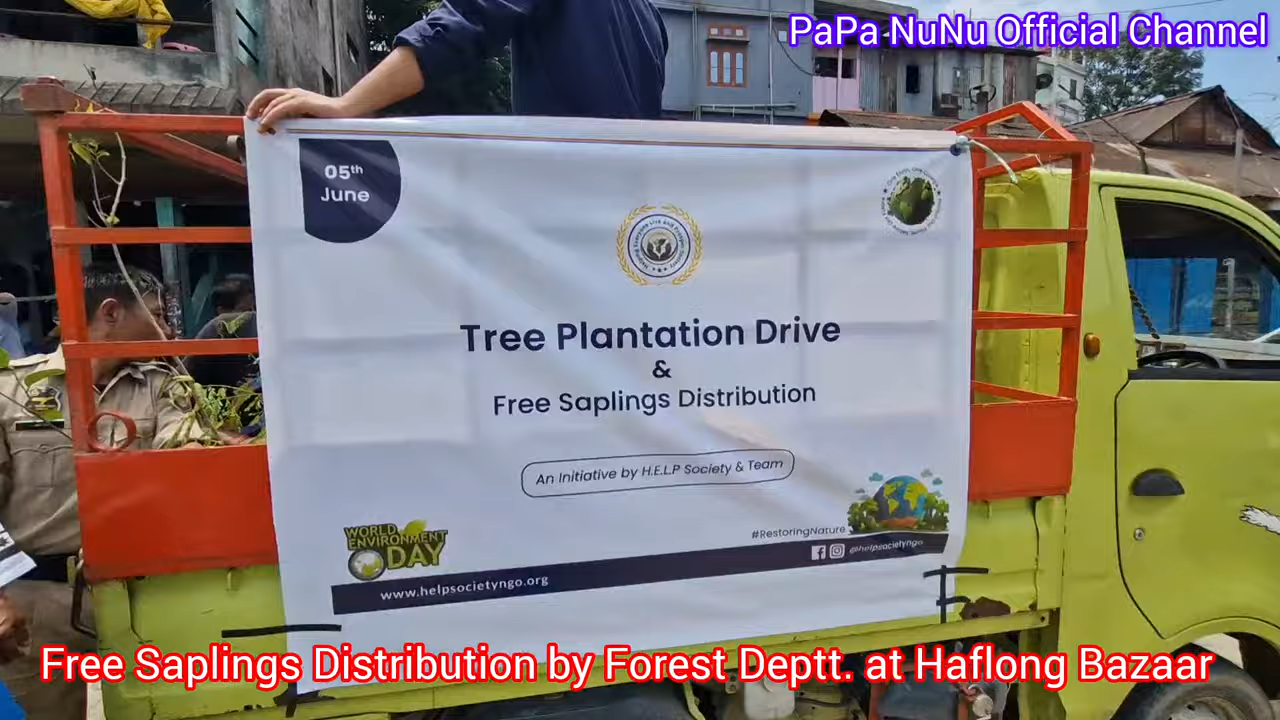 PaPa NuNu Official Channel
05th
June
Tree Plantation Drive
&
Free Saplings Distribution
An Initiative by H.E.L.P Society & Team
WORLD
ENVIRONMENT
DAY
#RestoringNature
@helpsocietyngo
www.helpsocietyngo.org
Free Saplings Distribution by Forest Deptt. at Haflong Bazaar